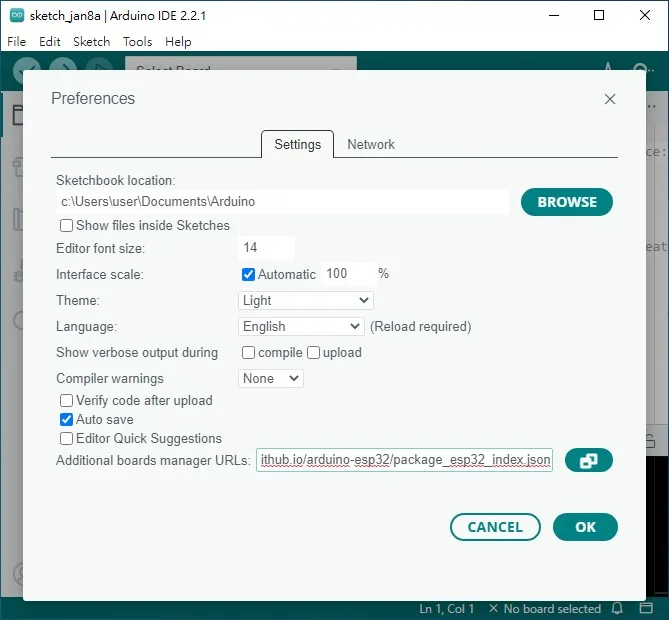 sketch_jan8a | Arduino IDE 2.2.1
File Edit Sketch Tools Help
Preferences
Settings Network
Sketchbook location:
c:\Users\user\Documents\Arduino
BROWSE
Show files inside Sketches
Editor font size: 14
Interface scale: Automatic 100 %
Theme: Light
Language: English (Reload required)
Show verbose output during compile upload
Compiler warnings None
Verify code after upload
Auto save
Editor Quick Suggestions
Additional boards manager URLs: ithub.io/arduino-esp32/package_esp32_index.json
CANCEL OK
Ln 1, Col 1 × No board selected